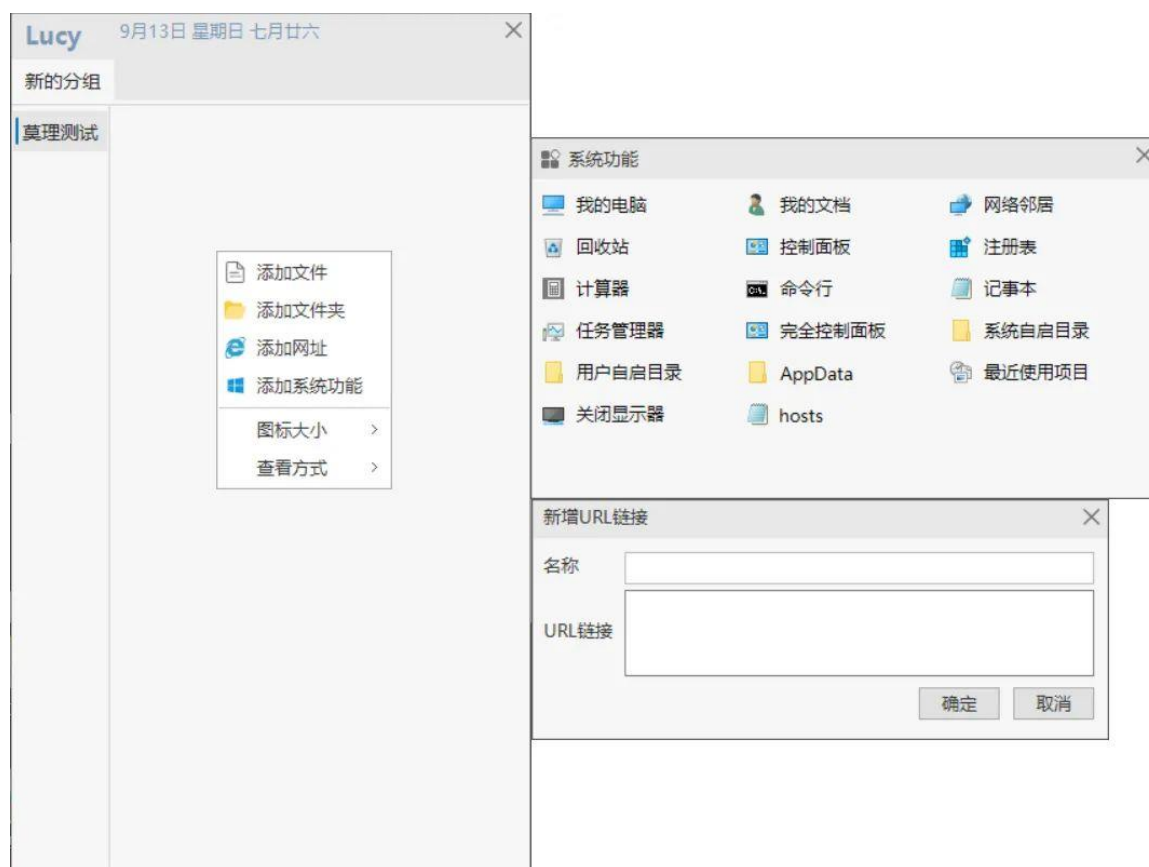 Lucy 9月13日 星期日 七月廿六
新的分组
莫理测试
添加文件
添加文件夹
添加网址
添加系统功能
图标大小
查看方式
系统功能
我的电脑 我的文档 网络邻居
回收站 控制面板 注册表
计算器 命令行 记事本
任务管理器 完全控制面板 系统自启目录
用户自启目录 AppData 最近使用项目
关闭显示器 hosts
新增URL链接
名称
URL链接
确定 取消